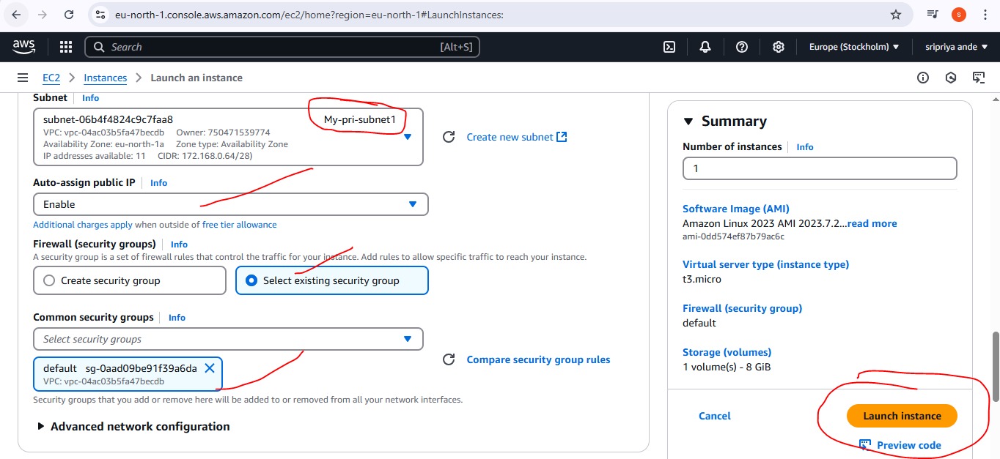 eu-north-1.console.aws.amazon.com/ec2/home?region=eu-north-1#LaunchInstances:
s
aws
Search
[Alt+S]
Europe (Stockholm)
sripriya ande
EC2
Instances
Launch an instance
Subnet
Info
subnet-06b4f4824c9c7faa8
My-pri-subnet1
VPC: vpc-04ac03b5fa47becdb Owner: 750471539774
Availability Zone: eu-north-1a Zone type: Availability Zone
IP addresses available: 11 CIDR: 172.168.0.64/28)
Create new subnet
Auto-assign public IP
Info
Enable
Additional charges apply when outside of free tier allowance
Firewall (security groups)
Info
A security group is a set of firewall rules that control the traffic for your instance. Add rules to allow specific traffic to reach your instance.
Create security group
Select existing security group
Common security groups
Info
Select security groups
default sg-0aad09be91f39a6da
VPC: vpc-04ac03b5fa47becdb
Compare security group rules
Security groups that you add or remove here will be added to or removed from all your network interfaces.
Advanced network configuration
Summary
Number of instances
Info
1
Software Image (AMI)
Amazon Linux 2023 AMI 2023.7.2...read more
ami-0dd574ef87b79ac6c
Virtual server type (instance type)
t3.micro
Firewall (security group)
default
Storage (volumes)
1 volume(s) - 8 GiB
Cancel
Launch instance
Preview code